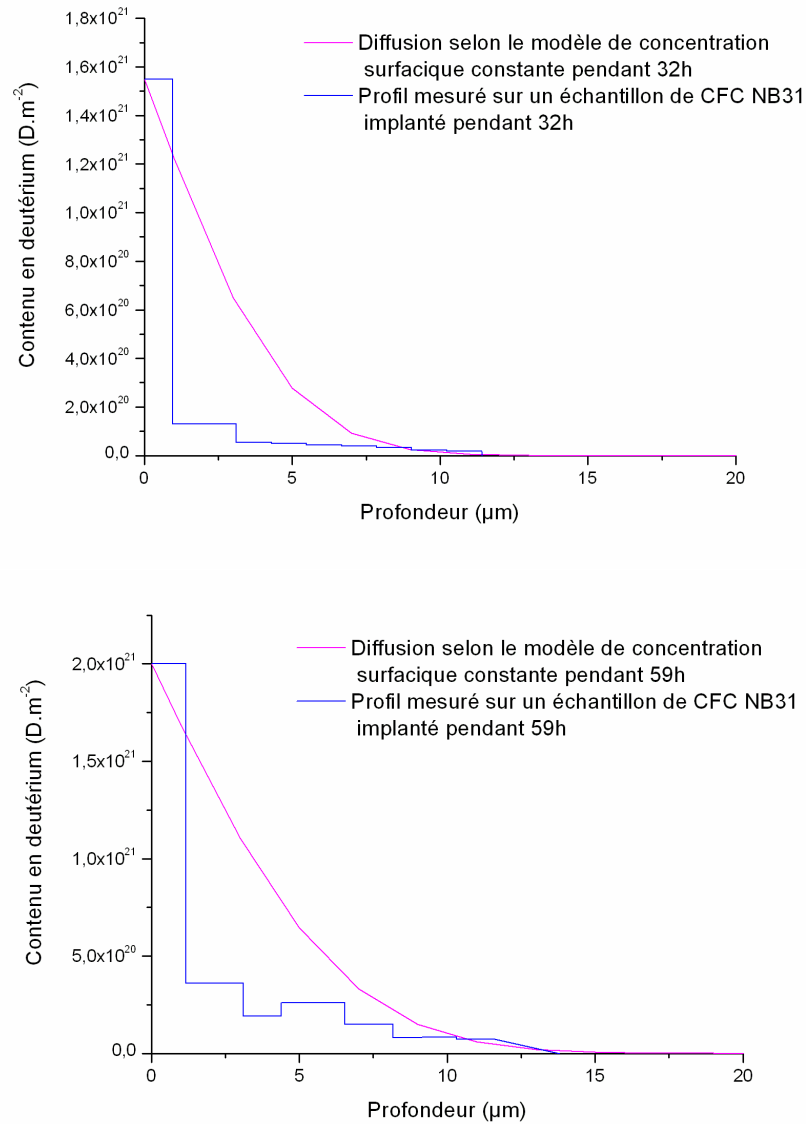 1,8x10²¹
1,6x10²¹
1,4x10²¹
1,2x10²¹
1,0x10²¹
8,0x10²⁰
6,0x10²⁰
4,0x10²⁰
2,0x10²⁰
0,0
Contenu en deutérium (D.m⁻²)
Diffusion selon le modèle de concentration
surfacique constante pendant 32h
Profil mesuré sur un échantillon de CFC NB31
implanté pendant 32h
0 5 10 15 20
Profondeur (µm)
2,0x10²¹
1,5x10²¹
1,0x10²¹
5,0x10²⁰
0,0
Contenu en deutérium (D.m⁻²)
Diffusion selon le modèle de concentration
surfacique constante pendant 59h
Profil mesuré sur un échantillon de CFC NB31
implanté pendant 59h
0 5 10 15 20
Profondeur (µm)